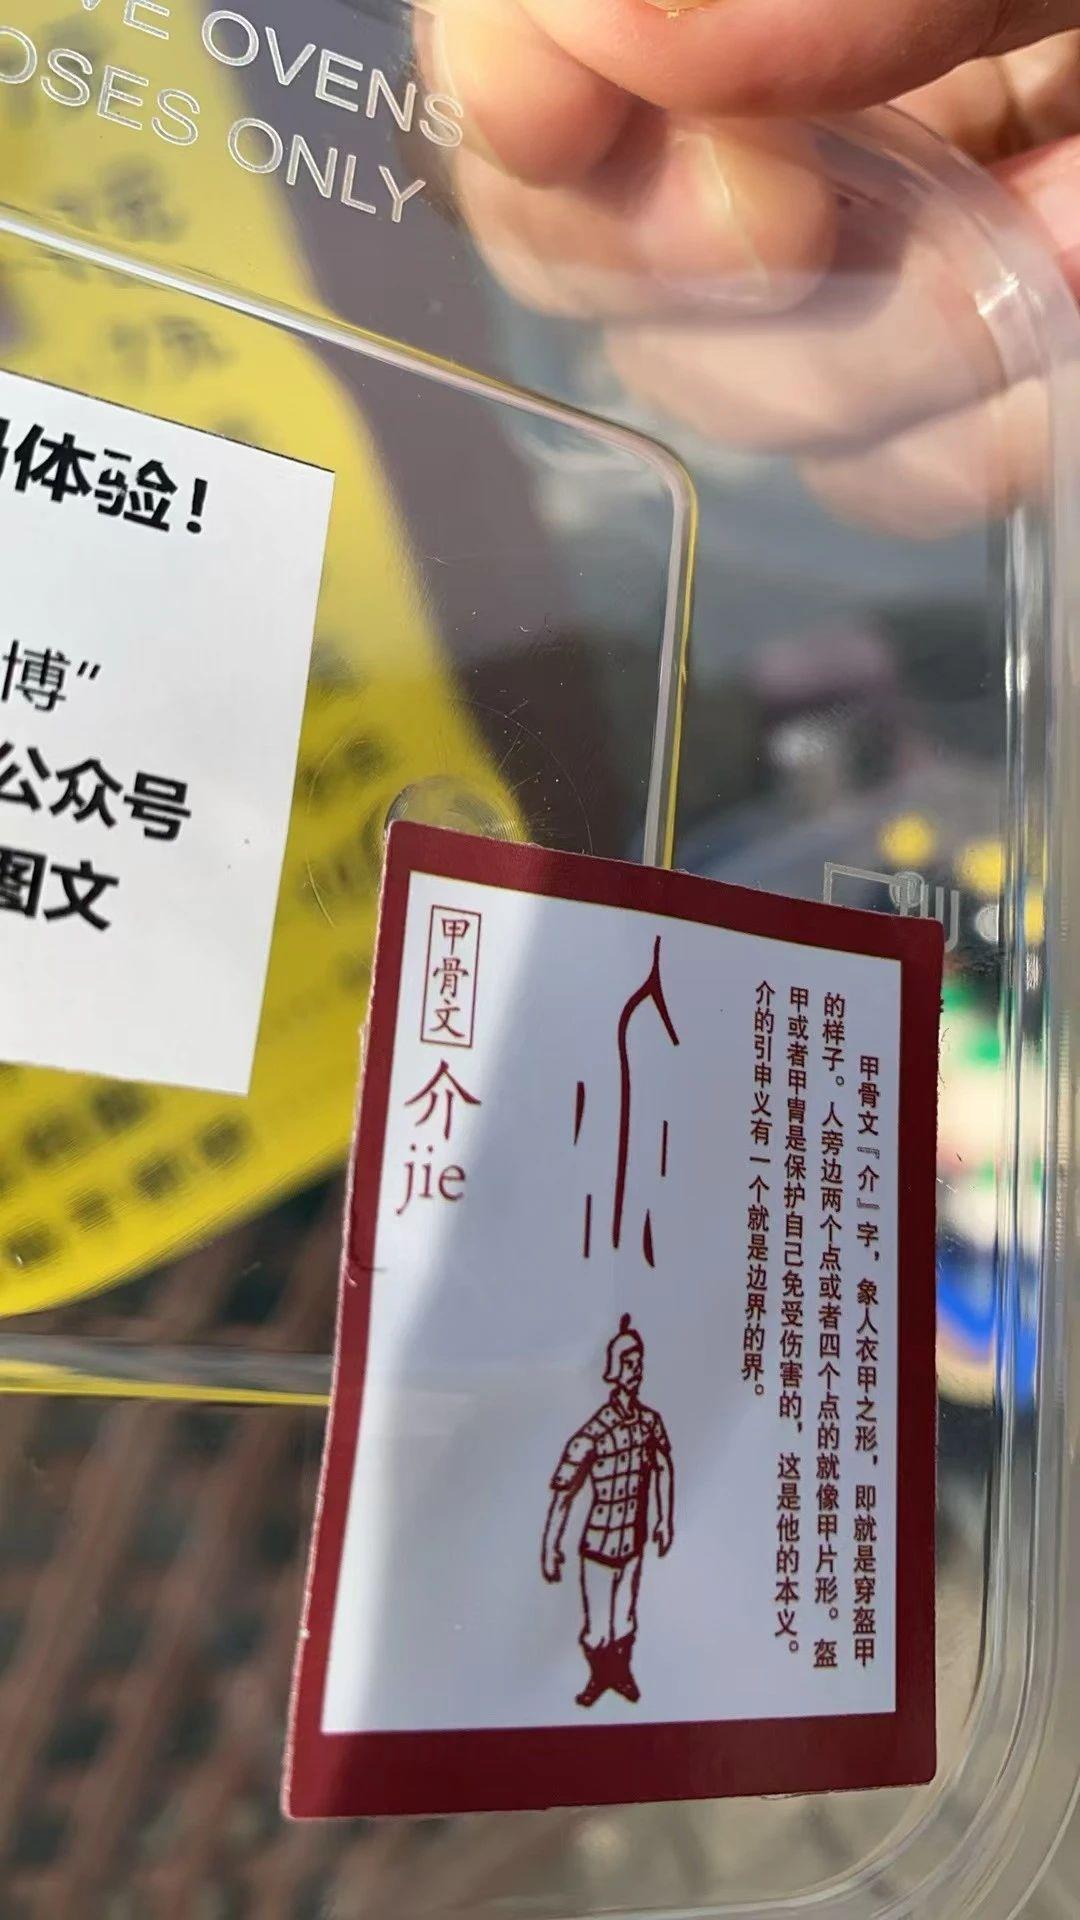 VE OVENS
OSES ONLY
体验！
博”
公众号
图文
甲骨文
介
jie
甲骨文『介』字，象人衣甲之形，即就是穿盔甲
的样子。人旁边两个点或者四个点的就像甲片形。盔
甲或者甲胄是保护自己免受伤害的，这是他的本义。
介的引申义有一个就是边界的界。